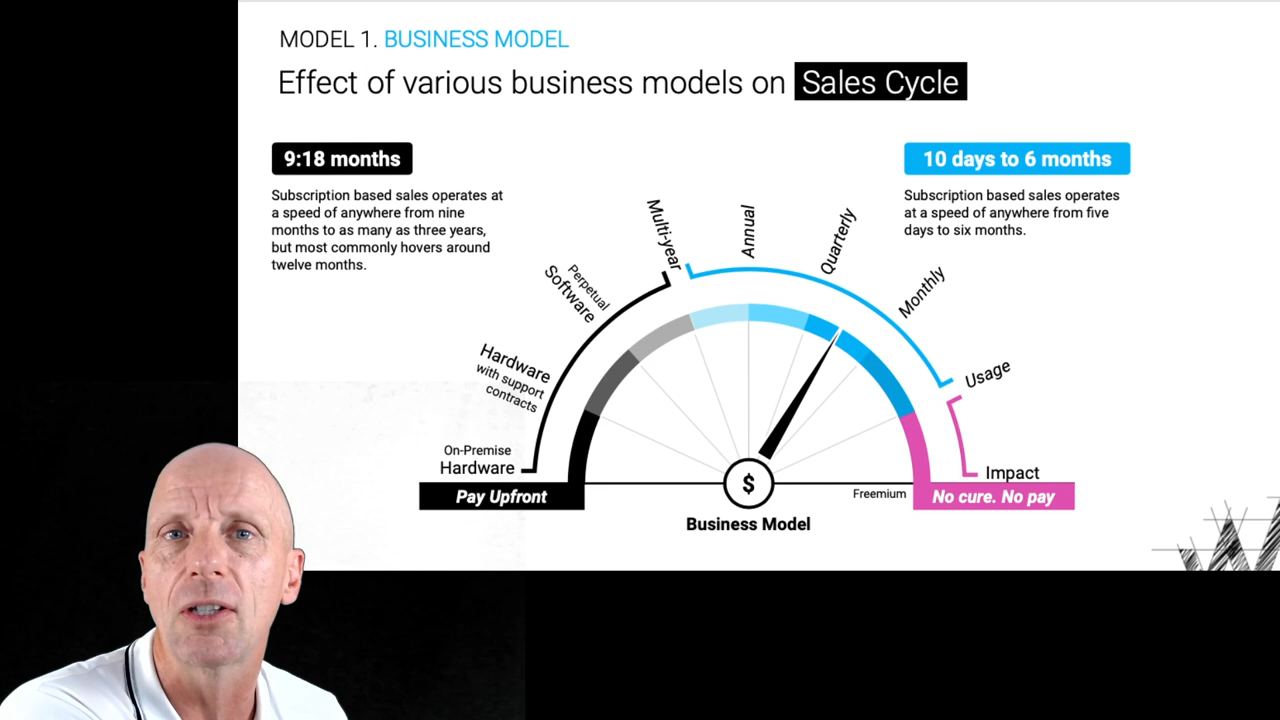 MODEL 1. BUSINESS MODEL
Effect of various business models on Sales Cycle
9:18 months
Subscription based sales operates at
a speed of anywhere from nine
months to as many as three years,
but most commonly hovers around
twelve months.
10 days to 6 months
Subscription based sales operates
at a speed of anywhere from five
days to six months.
On-Premise
Hardware
Hardware
with support
contracts
Perpetual
Software
Multi-year
Annual
Quarterly
Monthly
Usage
Impact
Pay Upfront
$
Freemium
No cure. No pay
Business Model
W